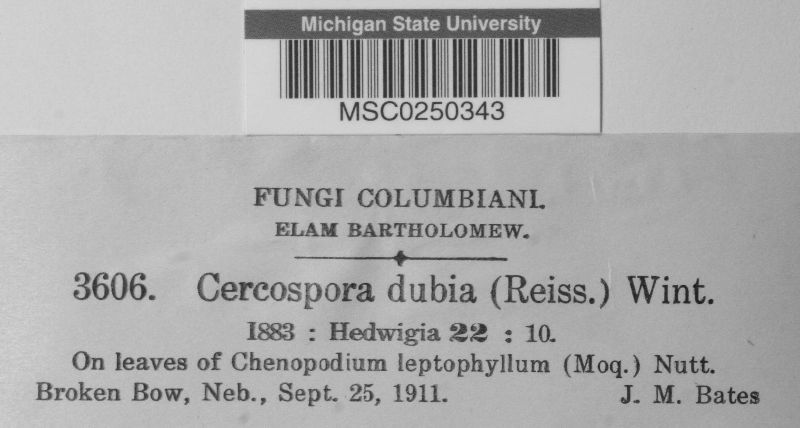 Michigan State University
MSC0250343
FUNGI COLUMBIANI.
ELAM BARTHOLOMEW.
3606. Cercospora dubia (Reiss.) Wint.
1883 : Hedwigia 22 : 10.
On leaves of Chenopodium leptophyllum (Moq.) Nutt.
Broken Bow, Neb., Sept. 25, 1911. J. M. Bates